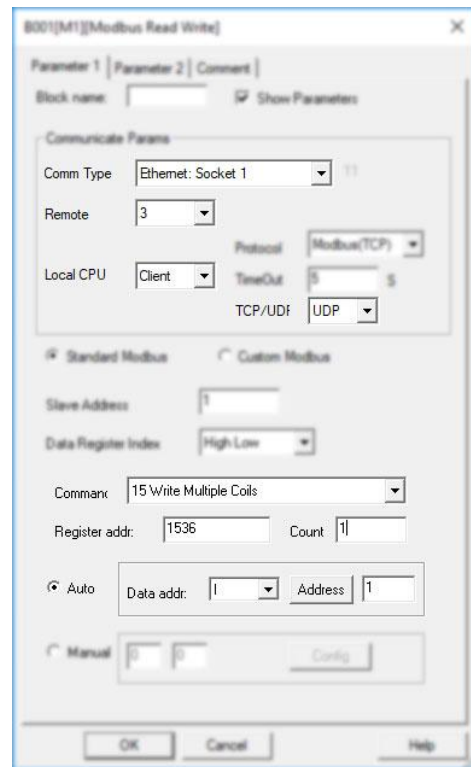 B001[M1][Modbus Read Write]
Parameter 1 Parameter 2 Comment
Block name: Show Parameters
Communicate Params
Comm Type Ethernet: Socket 1 11
Remote 3
Protocol Modbus(TCP)
Local CPU Client TimeOut 5 S
TCP/UDF UDP
Standard Modbus Custom Modbus
Slave Address 1
Data Register Index High Low
Comman 15 Write Multiple Coils
Register addr: 1536 Count 1
Auto Data addr: I Address 1
Manual 0 0 Config
OK Cancel Help